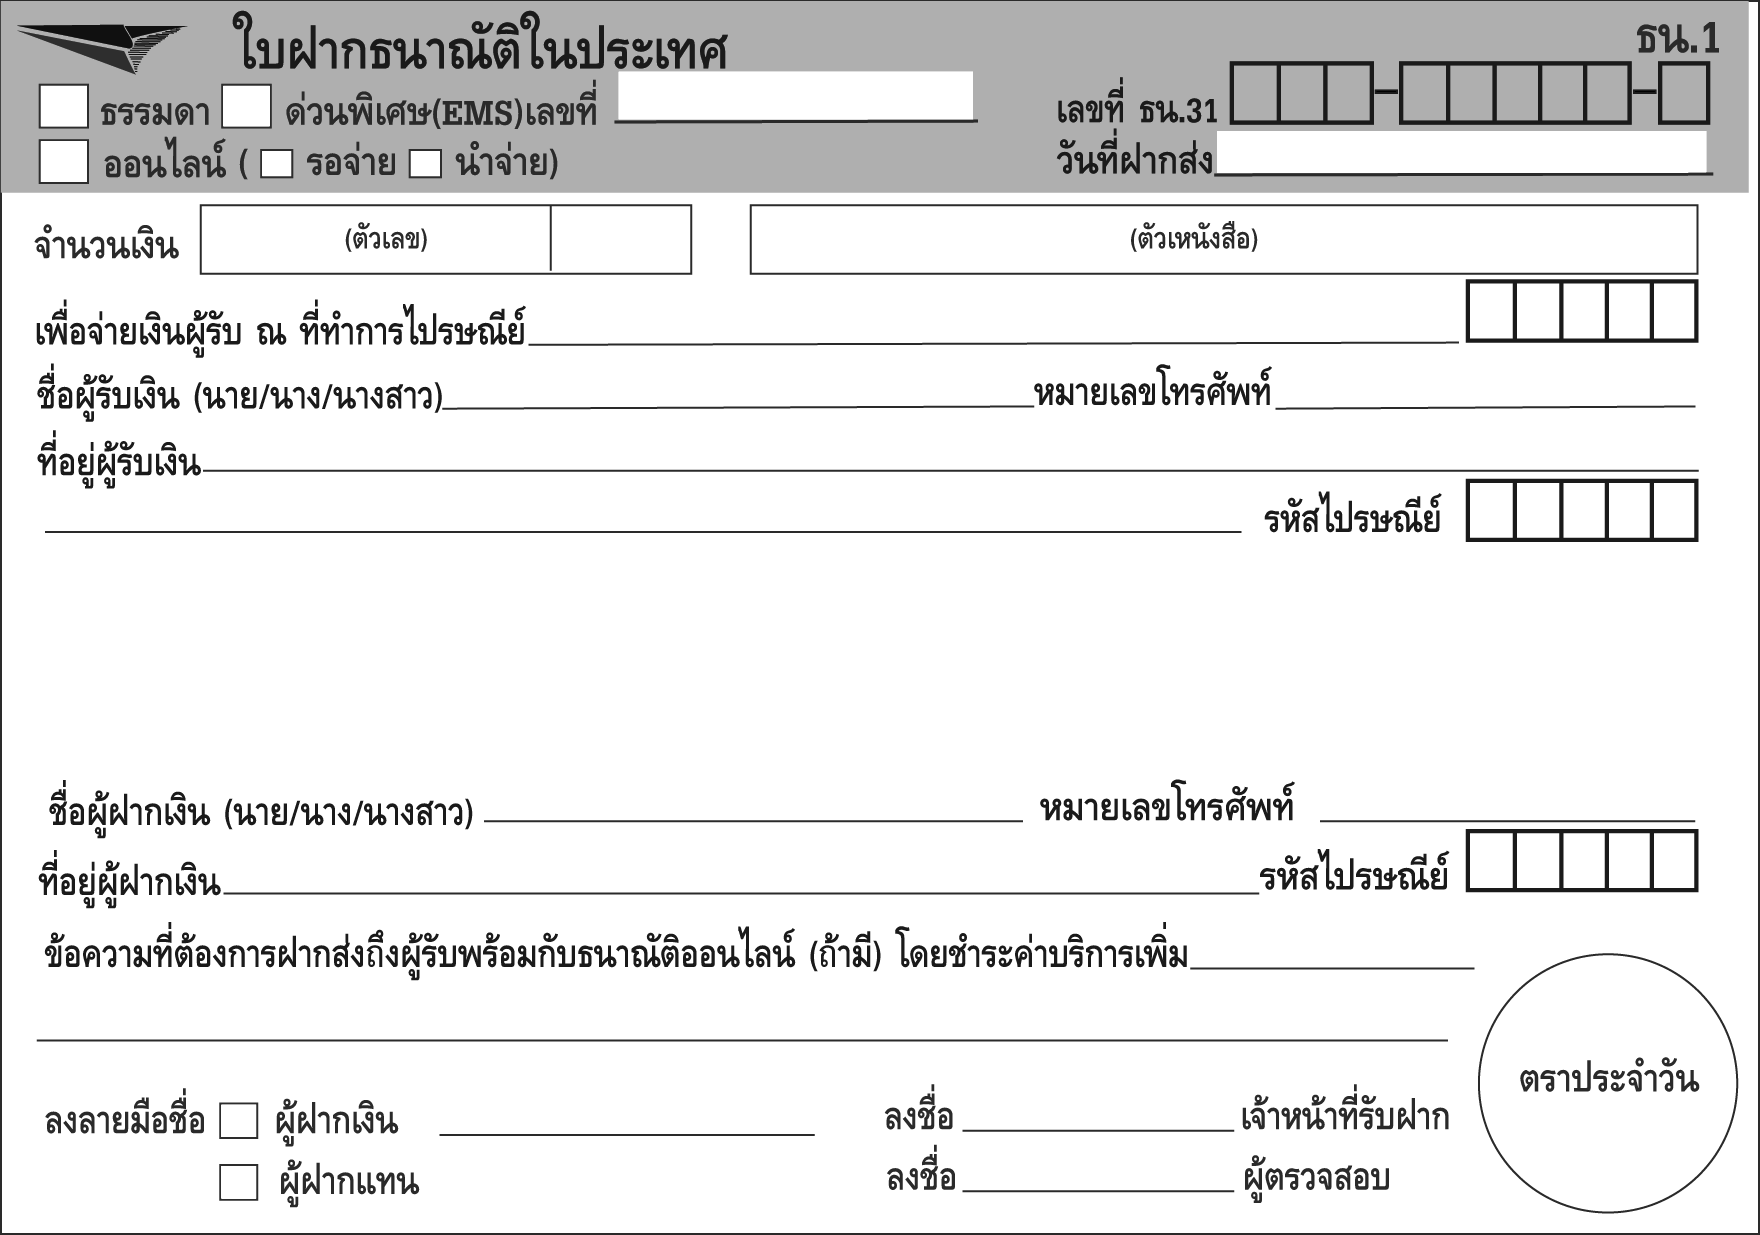 ใบฝากธนาณัติในประเทศ
ธน.1
ธรรมดา ด่วนพิเศษ(EMS)เลขที่
เลขที่ ธน.31
ออนไลน์ ( รอจ่าย นำจ่าย)
วันที่ฝากส่ง
จำนวนเงิน (ตัวเลข) (ตัวหนังสือ)
เพื่อจ่ายเงินผู้รับ ณ ที่ทำการไปรษณีย์
ชื่อผู้รับเงิน (นาย/นาง/นางสาว) หมายเลขโทรศัพท์
ที่อยู่ผู้รับเงิน
รหัสไปรษณีย์
ชื่อผู้ฝากเงิน (นาย/นาง/นางสาว) หมายเลขโทรศัพท์
ที่อยู่ผู้ฝากเงิน รหัสไปรษณีย์
ข้อความที่ต้องการฝากส่งถึงผู้รับพร้อมกับธนาณัติออนไลน์ (ถ้ามี) โดยชำระค่าบริการเพิ่ม
ตราประจำวัน
ลงลายมือชื่อ ผู้ฝากเงิน ลงชื่อ เจ้าหน้าที่รับฝาก
ผู้ฝากแทน ลงชื่อ ผู้ตรวจสอบ